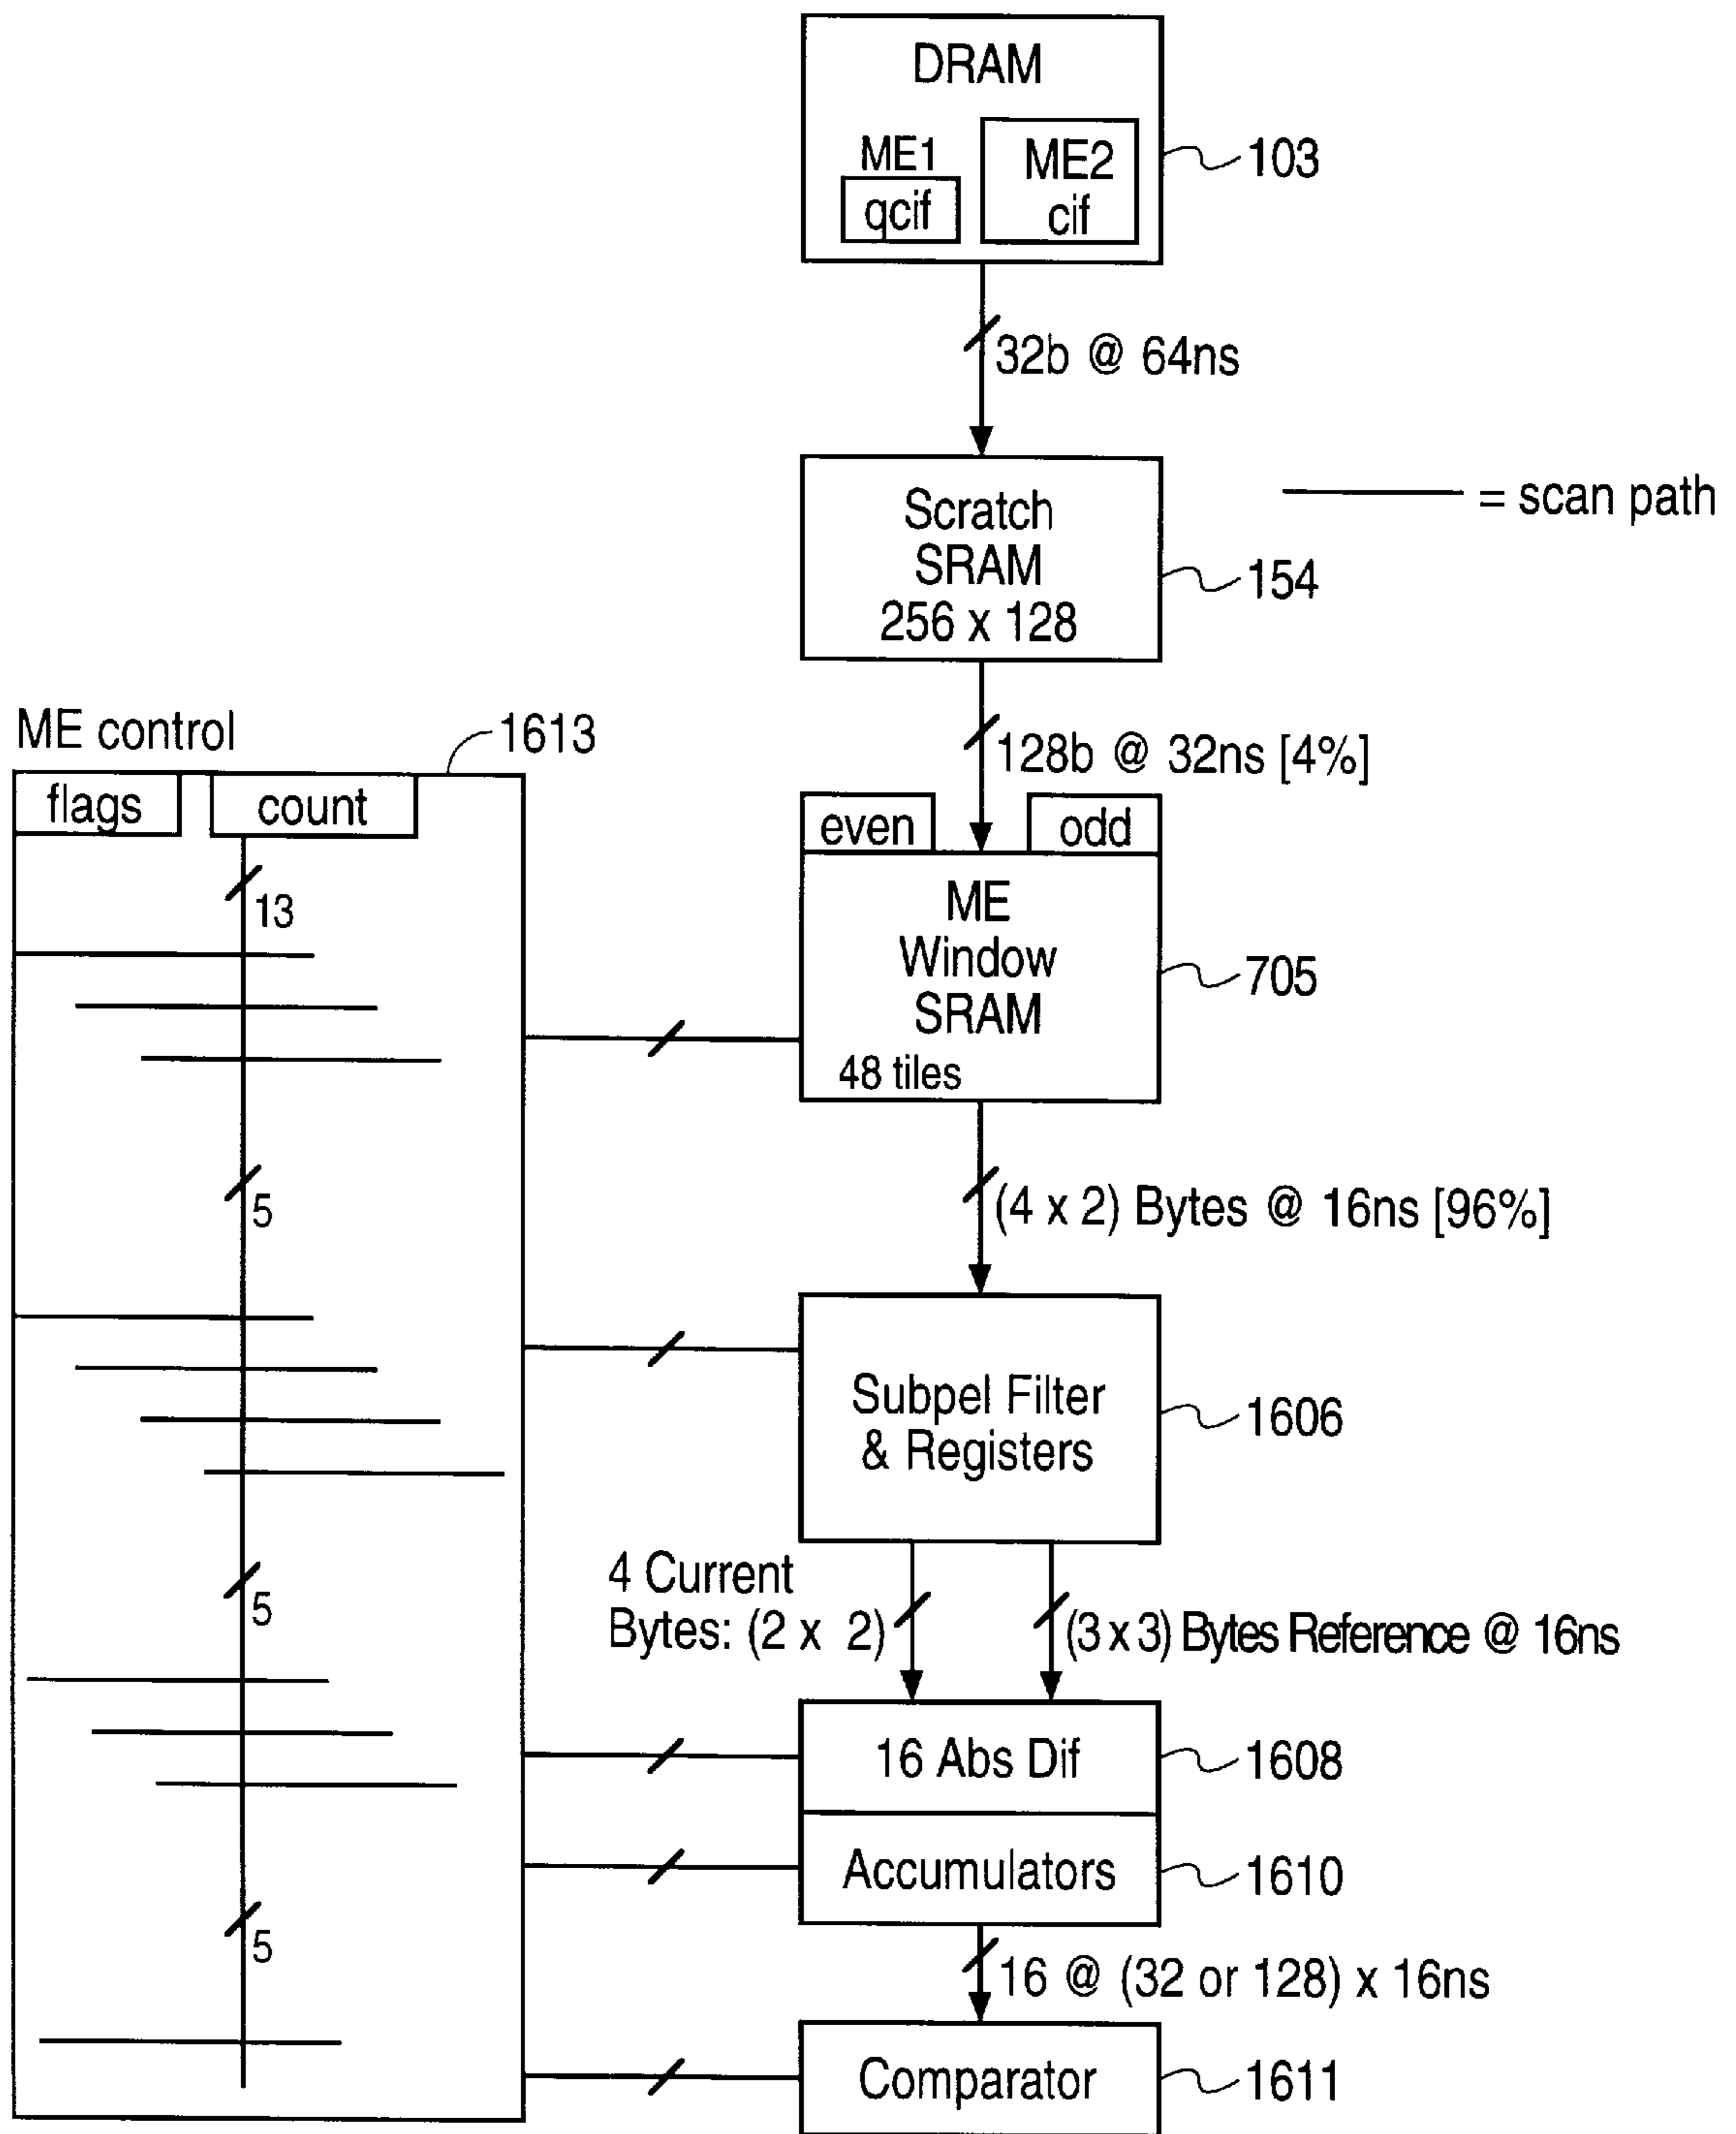 DRAM
ME1
qcif
ME2
cif
103
32b @ 64ns
Scratch
SRAM
256 x 128
154
= scan path
ME control
1613
flags
count
13
5
5
5
128b @ 32ns [4%]
even
odd
ME
Window
SRAM
48 tiles
705
(4 x 2) Bytes @ 16ns [96%]
Subpel Filter
& Registers
1606
4 Current
Bytes: (2 x 2)
(3 x 3) Bytes Reference @ 16ns
16 Abs Dif
1608
Accumulators
1610
16 @ (32 or 128) x 16ns
Comparator
1611